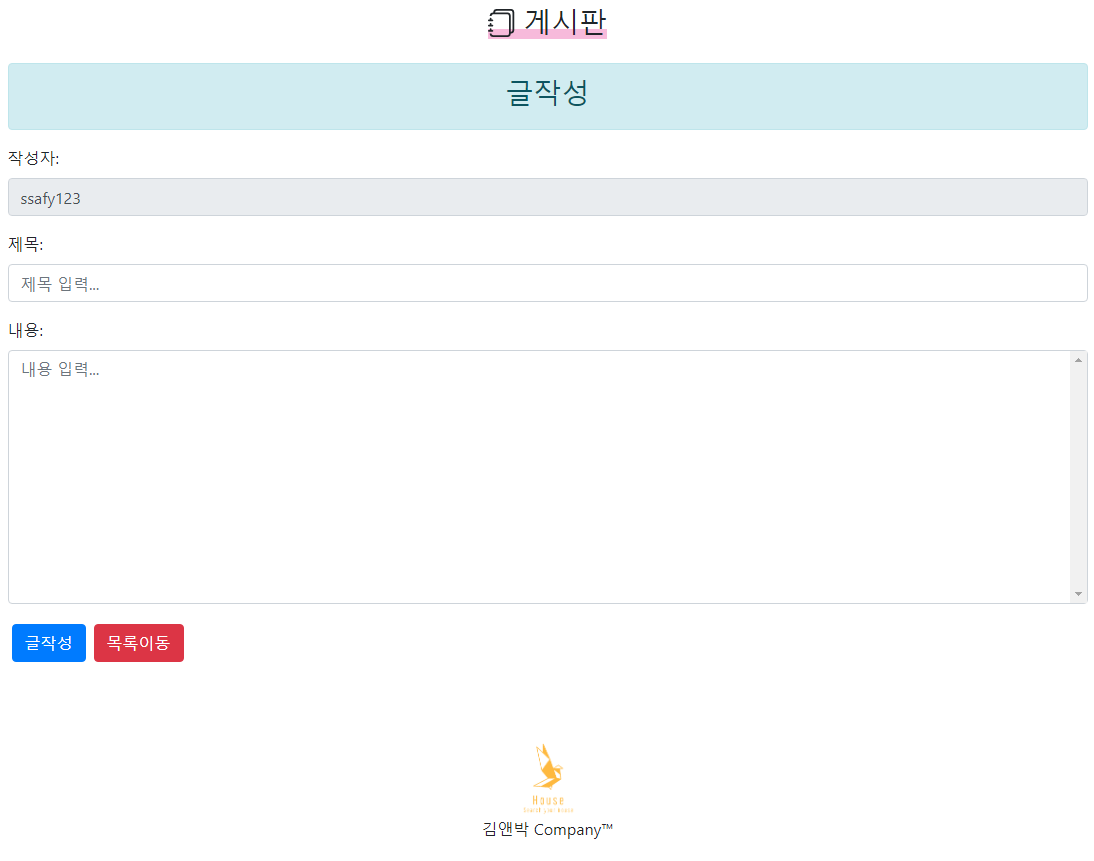 게시판
글작성
작성자:
ssafy123
제목:
제목 입력...
내용:
내용 입력...
글작성 목록이동
House
김앤박 Company™